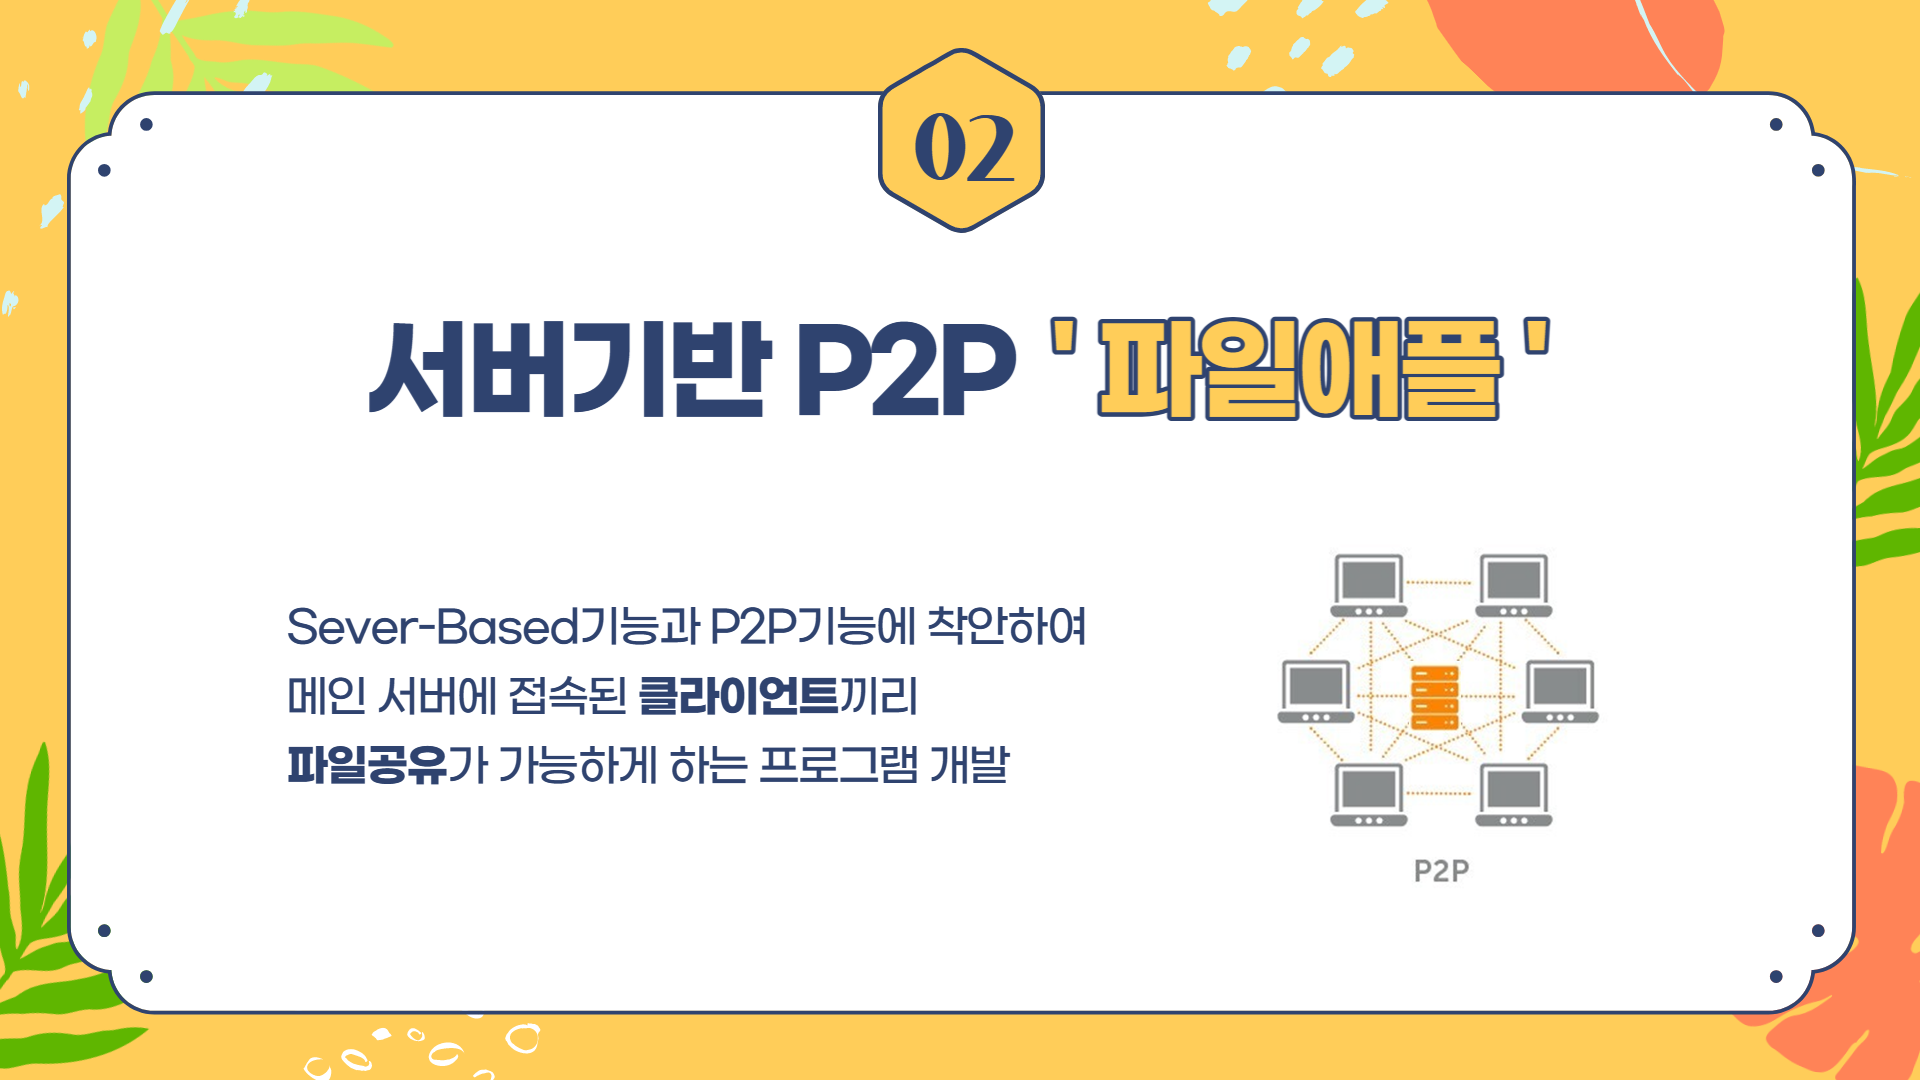 02
서버기반 P2P ' 파일애플 '
Sever-Based기능과 P2P기능에 착안하여
메인 서버에 접속된 클라이언트끼리
파일공유가 가능하게 하는 프로그램 개발
P2P